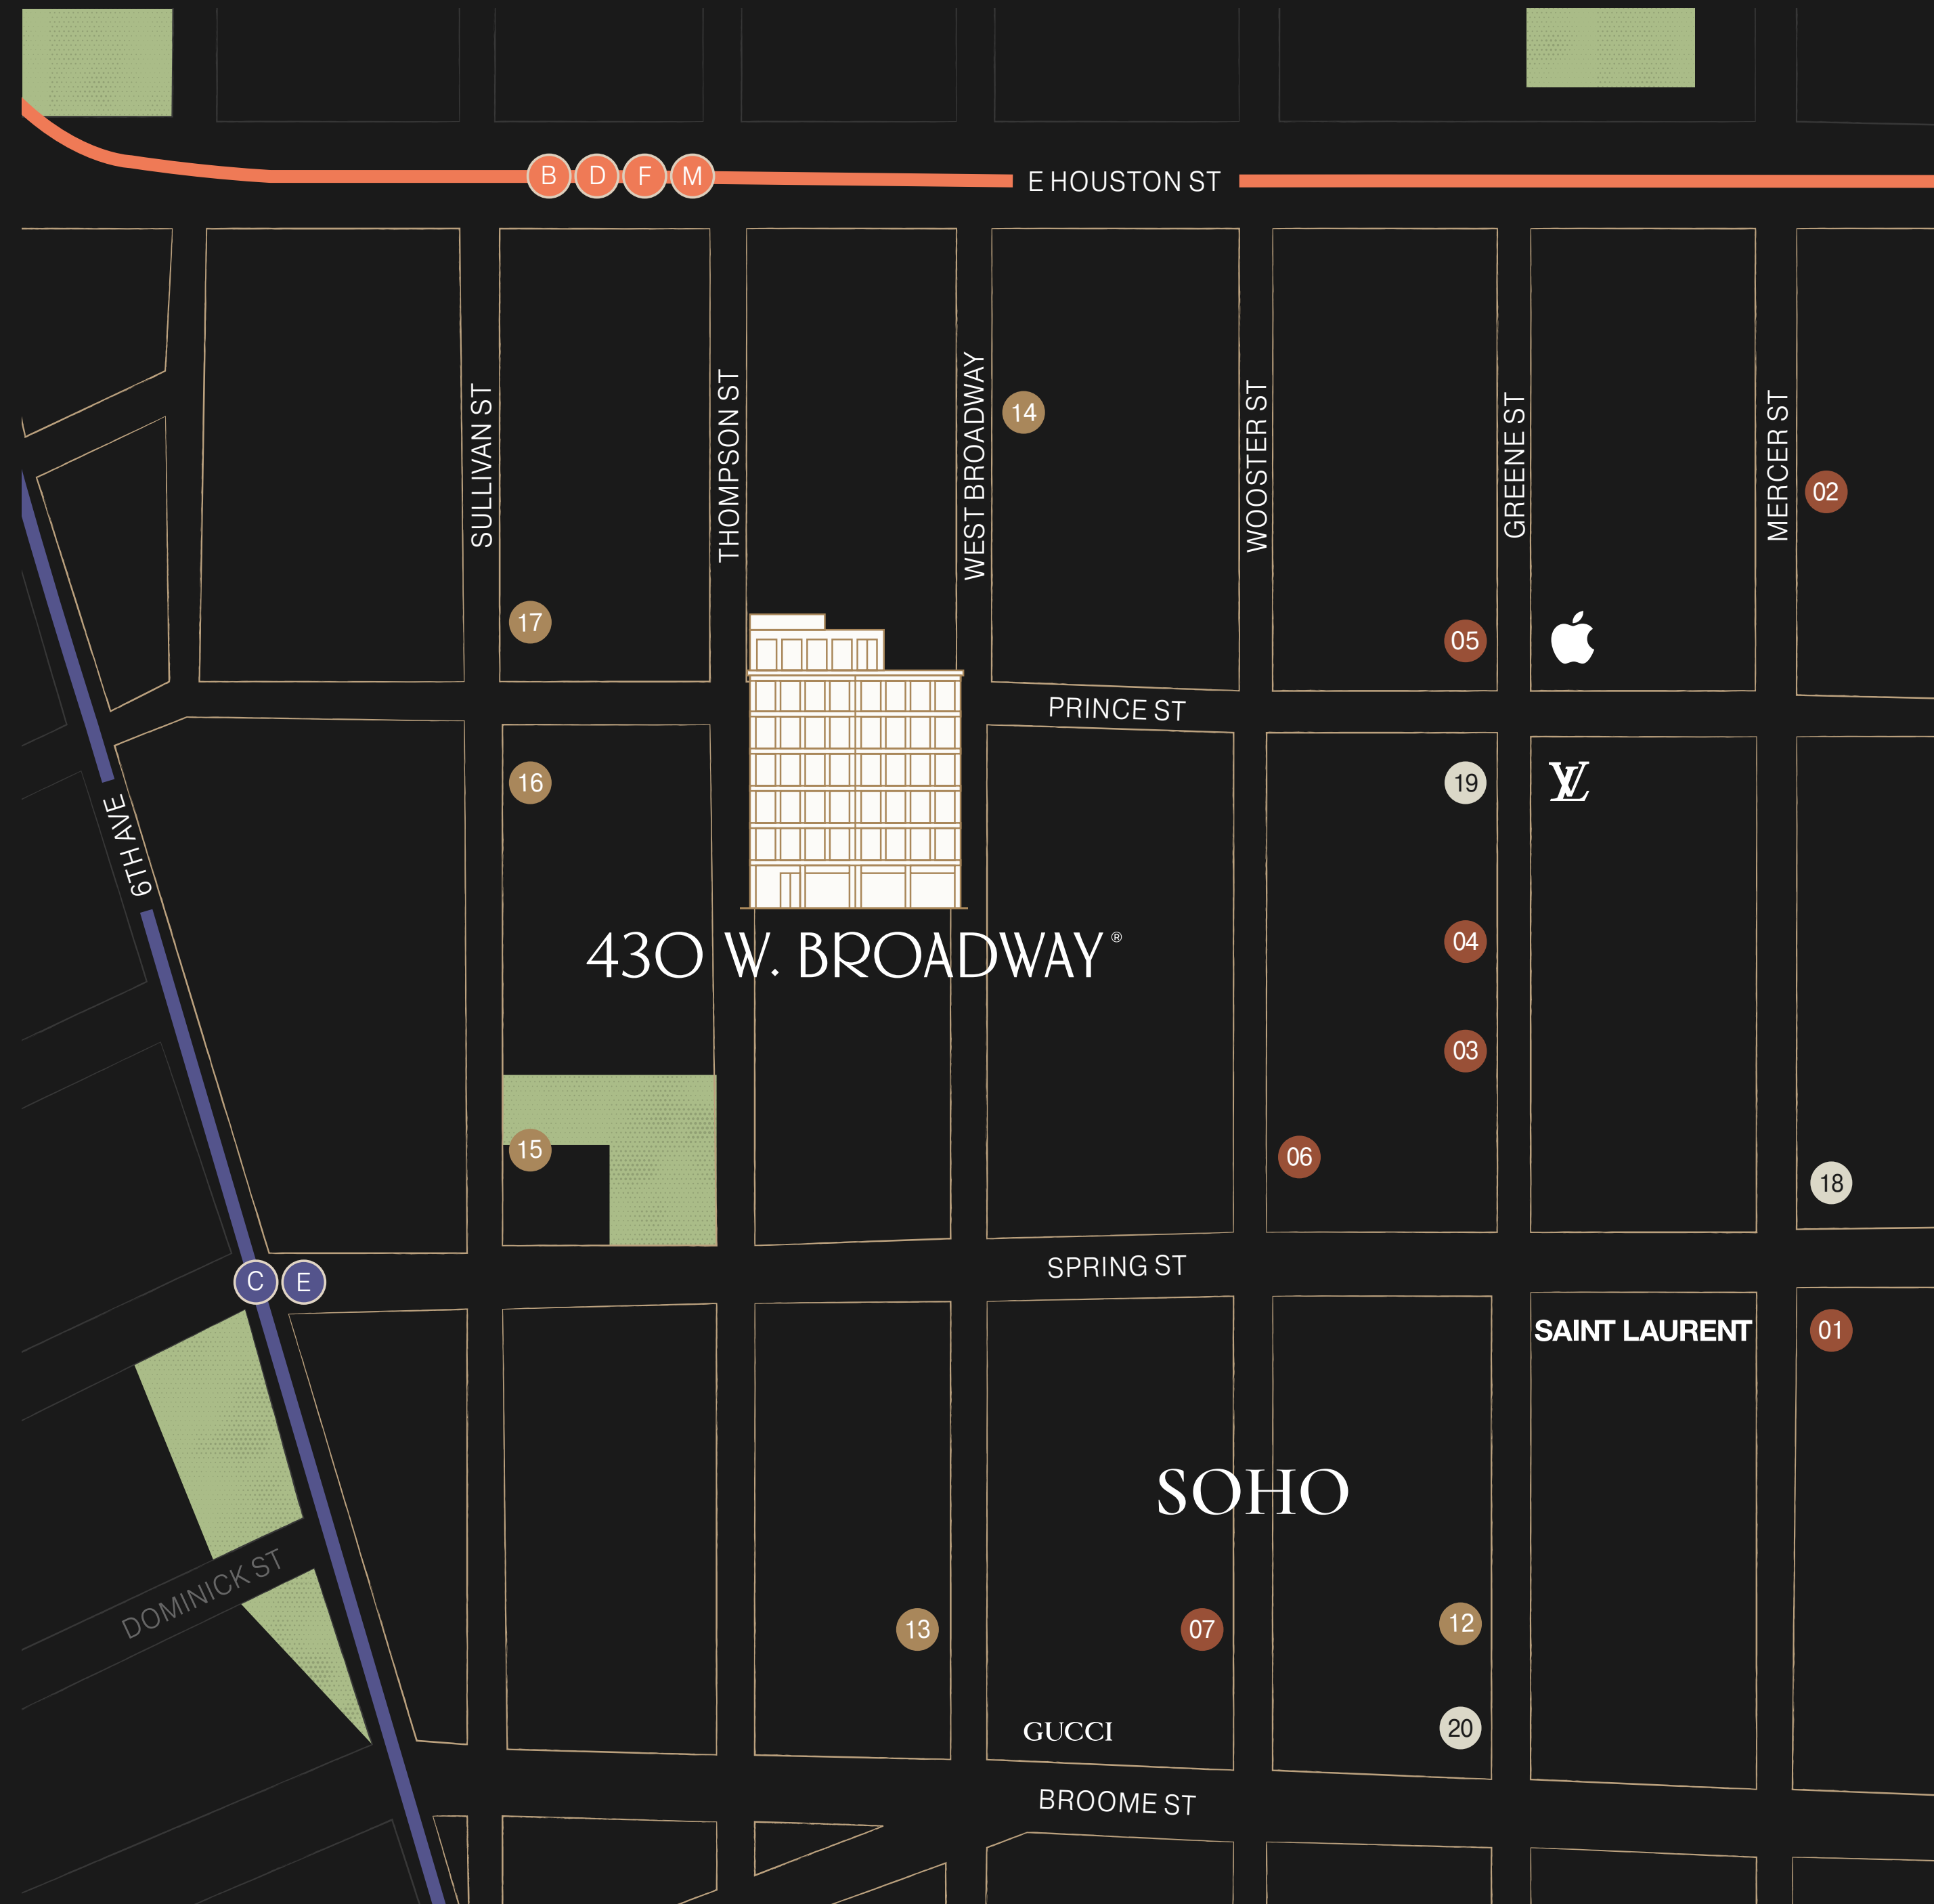 B D F M
E HOUSTON ST
SULLIVAN ST
THOMPSON ST
WEST BROADWAY
14
WOOSTER ST
GREENE ST
MERCER ST
02
17
05
PRINCE ST
16
19
LV
6TH AVE
430 W. BROADWAY®
04
03
15
06
18
SPRING ST
C E
SAINT LAURENT
01
SOHO
DOMINICK ST
13
07
12
GUCCI
20
BROOME ST